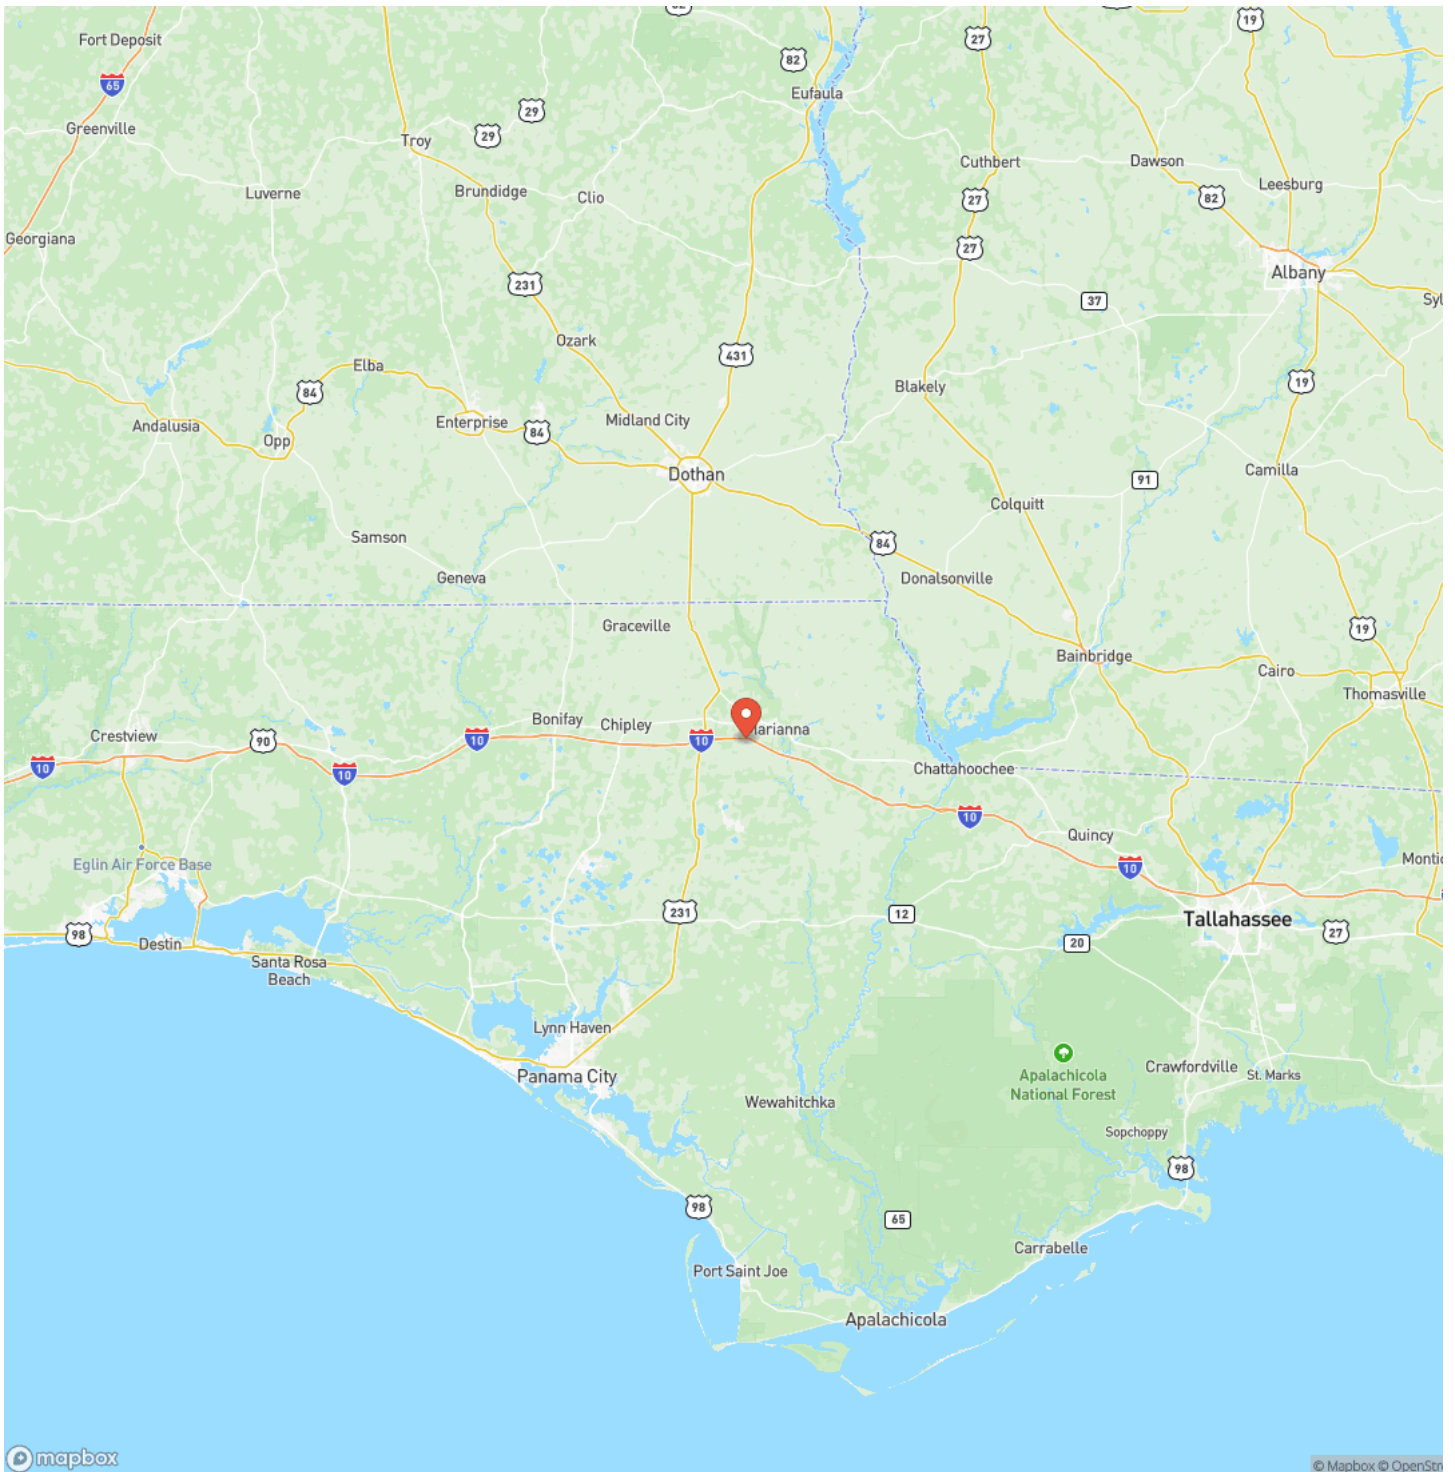 82
Fort Deposit
19
27
82
65
Eufaula
29
Greenville
29
Troy
Cuthbert
Dawson
Brundidge
Clio
Luverne
Leesburg
27
82
Georgiana
27
Albany
231
37
Syl
Ozark
431
Elba
Blakely
19
84
Andalusia
Enterprise
Midland City
84
Opp
Dothan
Camilla
91
Colquitt
Samson
84
Geneva
Donalsonville
Graceville
19
Bainbridge
Cairo
Thomasville
Bonifay
Chipley
arianna
Crestview
90
10
10
10
10
Chattahoochee
10
Quincy
Eglin Air Force Base
10
Montic
231
12
Tallahassee
98
Destin
20
27
Santa Rosa
Beach
Lynn Haven
Panama City
Apalachicola
National Forest
Crawfordville
St. Marks
Wewahitchka
Sopchoppy
98
98
65
Carrabelle
Port Saint Joe
Apalachicola
mapbox
© Mapbox © OpenStre